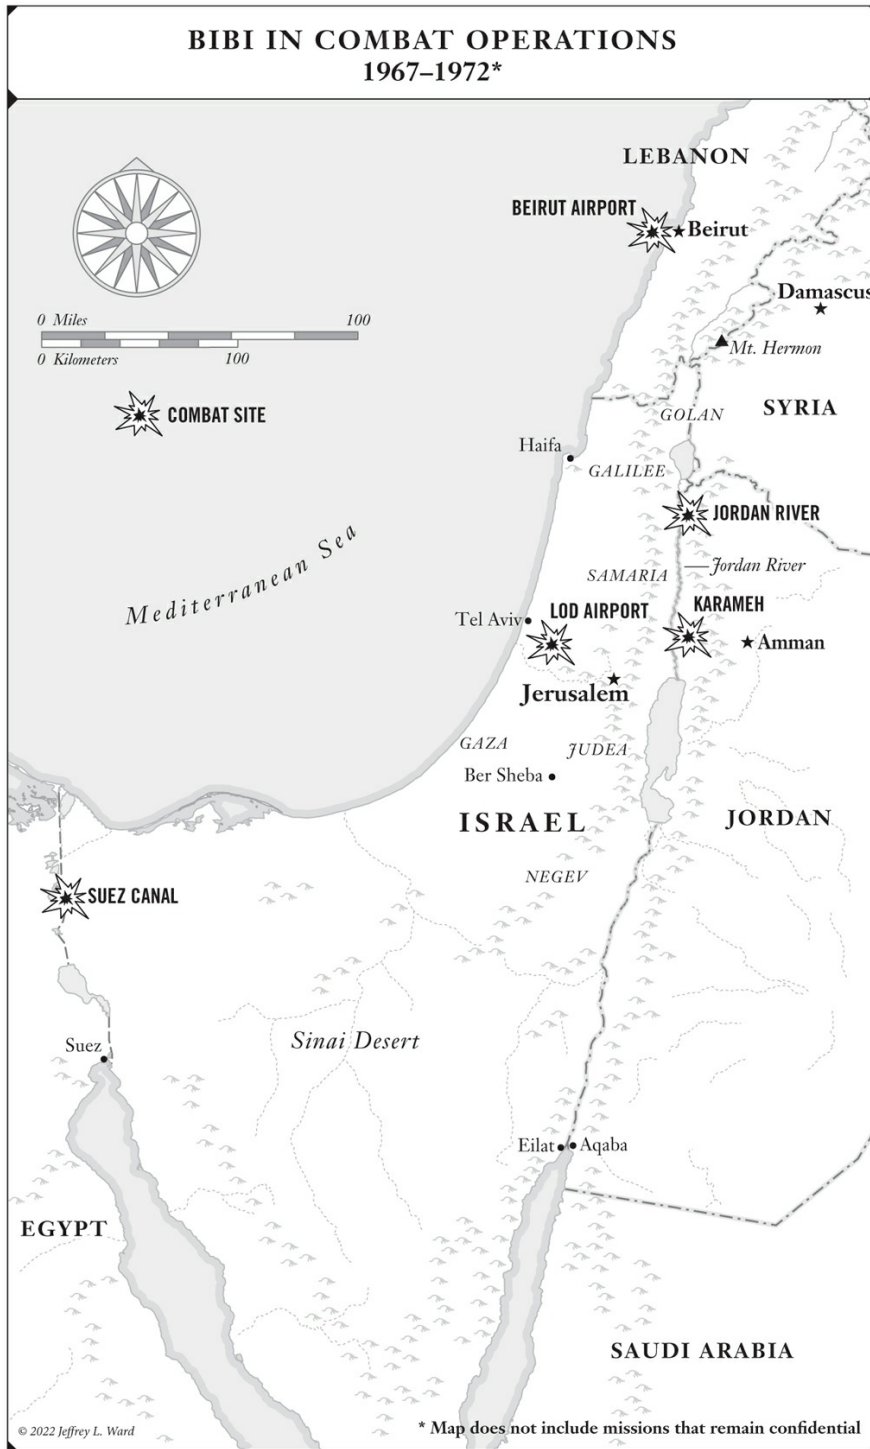 BIBI IN COMBAT OPERATIONS
1967–1972*
LEBANON
BEIRUT AIRPORT
Beirut
Damascus
0 Miles 100
0 Kilometers 100
Mt. Hermon
COMBAT SITE
GOLAN
SYRIA
Haifa
GALILEE
JORDAN RIVER
Mediterranean Sea
Jordan River
SAMARIA
KARAMEH
LOD AIRPORT
Tel Aviv
Amman
Jerusalem
GAZA
JUDEA
Ber Sheba
ISRAEL
JORDAN
NEGEV
SUEZ CANAL
Sinai Desert
Suez
Eilat
Aqaba
EGYPT
SAUDI ARABIA
© 2022 Jeffrey L. Ward
* Map does not include missions that remain confidential